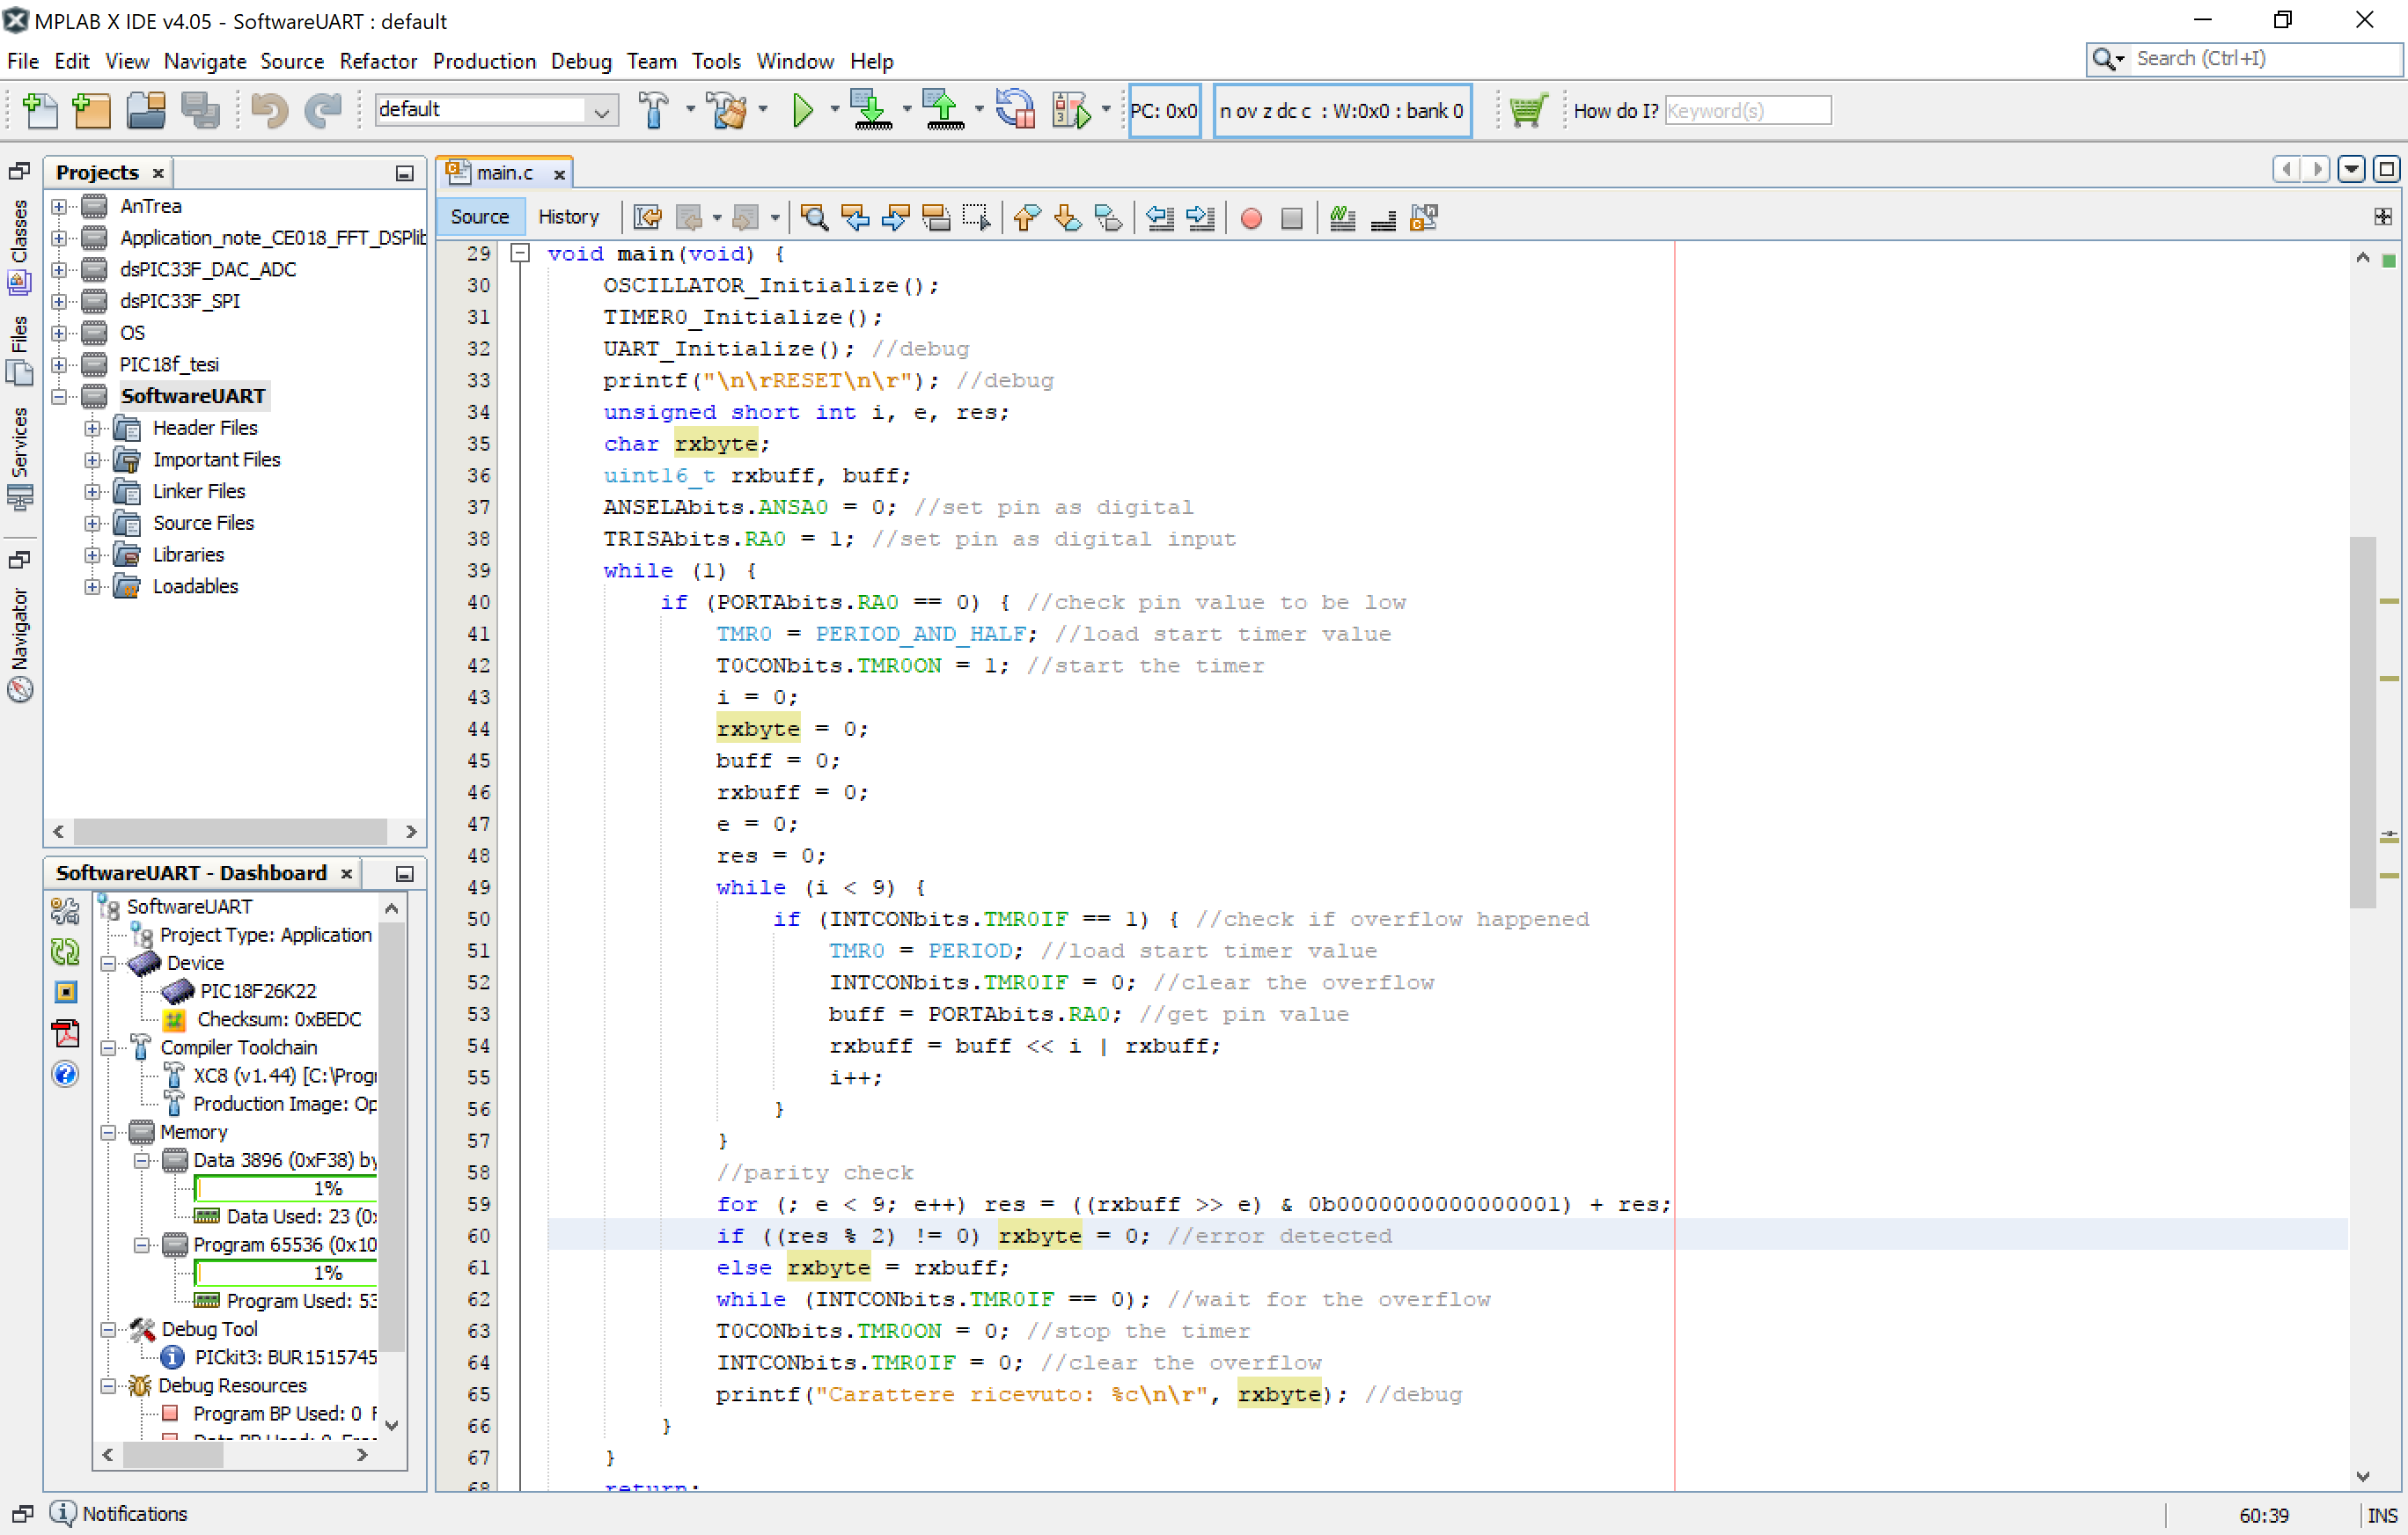 MPLAB X IDE v4.05 - SoftwareUART : default
File Edit View Navigate Source Refactor Production Debug Team Tools Window Help
Search (Ctrl+I)
default
PC: 0x0
n ov z dc c : W:0x0 : bank 0
How do I? Keyword(s)
Classes
Files
Services
Navigator
Projects
AnTrea
Application_note_CE018_FFT_DSPlib
dsPIC33F_DAC_ADC
dsPIC33F_SPI
OS
PIC18f_tesi
SoftwareUART
Header Files
Important Files
Linker Files
Source Files
Libraries
Loadables
SoftwareUART - Dashboard
SoftwareUART
Project Type: Application
Device
PIC18F26K22
Checksum: 0xBEDC
Compiler Toolchain
XC8 (v1.44) [C:\Progr
Production Image: Op
Memory
Data 3896 (0xF38) by
1%
Data Used: 23 (0x
Program 65536 (0x10
1%
Program Used: 53
Debug Tool
PICkit3: BUR1515745
Debug Resources
Program BP Used: 0 F
main.c
Source History
29 void main(void) {
30 OSCILLATOR_Initialize();
31 TIMER0_Initialize();
32 UART_Initialize(); //debug
33 printf("\n\rRESET\n\r"); //debug
34 unsigned short int i, e, res;
35 char rxbyte;
36 uint16_t rxbuff, buff;
37 ANSELAbits.ANSA0 = 0; //set pin as digital
38 TRISAbits.RA0 = 1; //set pin as digital input
39 while (1) {
40 if (PORTAbits.RA0 == 0) { //check pin value to be low
41 TMR0 = PERIOD_AND_HALF; //load start timer value
42 T0CONbits.TMR0ON = 1; //start the timer
43 i = 0;
44 rxbyte = 0;
45 buff = 0;
46 rxbuff = 0;
47 e = 0;
48 res = 0;
49 while (i < 9) {
50 if (INTCONbits.TMR0IF == 1) { //check if overflow happened
51 TMR0 = PERIOD; //load start timer value
52 INTCONbits.TMR0IF = 0; //clear the overflow
53 buff = PORTAbits.RA0; //get pin value
54 rxbuff = buff << i | rxbuff;
55 i++;
56 }
57 }
58 //parity check
59 for (; e < 9; e++) res = ((rxbuff >> e) & 0b0000000000000001) + res;
60 if ((res % 2) != 0) rxbyte = 0; //error detected
61 else rxbyte = rxbuff;
62 while (INTCONbits.TMR0IF == 0); //wait for the overflow
63 T0CONbits.TMR0ON = 0; //stop the timer
64 INTCONbits.TMR0IF = 0; //clear the overflow
65 printf("Carattere ricevuto: %c\n\r", rxbyte); //debug
66 }
67 }
68 return;
Notifications
60:39
INS